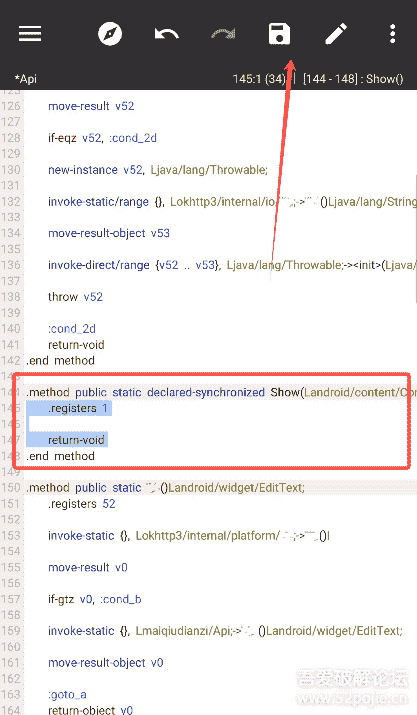 *Api 145:1 (34) [144 - 148] : Show()
125
126 move-result v52
127
128 if-eqz v52, :cond_2d
129
130 new-instance v52, Ljava/lang/Throwable;
131
132 invoke-static/range {}, Lokhttp3/internal/io/ ;-> ()Ljava/lang/String
133
134 move-result-object v53
135
136 invoke-direct/range {v52 .. v53}, Ljava/lang/Throwable;-><init>(Ljava/
137
138 throw v52
139
140 :cond_2d
141 return-void
142 .end method
143
144 .method public static declared-synchronized Show(Landroid/content/Con
145 .registers 1
146
147 return-void
148 .end method
149
150 .method public static ()Landroid/widget/EditText;
151 .registers 52
152
153 invoke-static {}, Lokhttp3/internal/platform/ ;-> ()I
154
155 move-result v0
156
157 if-gtz v0, :cond_b
158
159 invoke-static {}, Lmaiqiudianzi/Api;-> ()Landroid/widget/EditText;
160
161 move-result-object v0
162
163 :goto_a
164 return-object v0
吾爱破解论坛
www.52pojie.cn